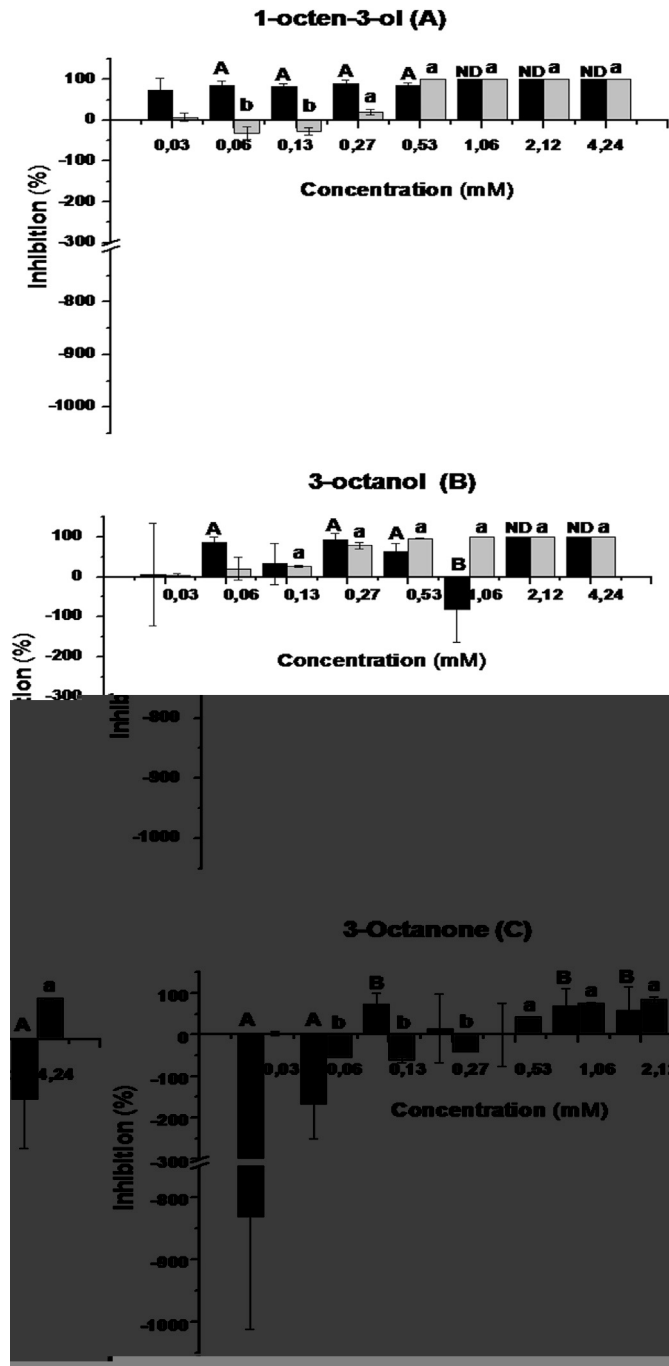 1-octen-3-ol (A)
A A A A a ND a ND a ND a
100
b b a
0
0,03 0,06 0,13 0,27 0,53 1,06 2,12 4,24
-100
Concentration (mM)
-200
-300
Inhibition (%)
-800
-900
-1000
3-octanol (B)
A A a A a a ND a ND a
100
a
B
0
0,03 0,06 0,13 0,27 0,53 1,06 2,12 4,24
-100
-200
Concentration (mM)
-300
-800
-900
-1000
3-Octanone (C)
A a
4,24
A A b B b b a B a B a
100
0
0,03 0,06 0,13 0,27 0,53 1,06
-100
Concentration (mM)
-200
-300
Inhibition (%)
-800
-900
-1000